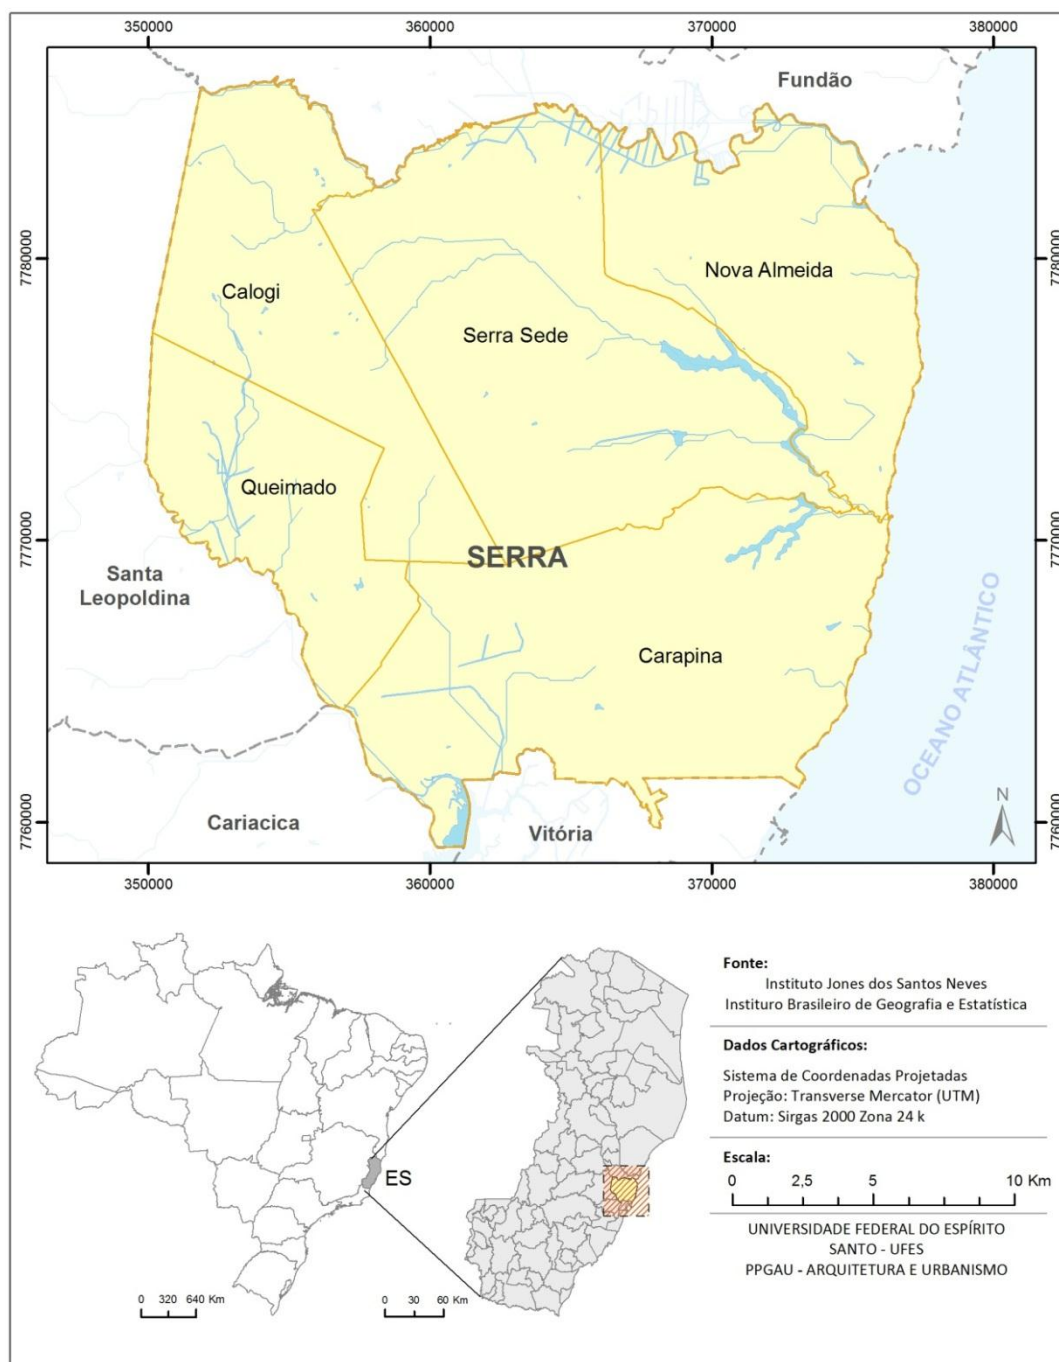 350000
360000
370000
380000
Fundão
7780000
7780000
Nova Almeida
Calogi
Serra Sede
Queimado
7770000
7770000
SERRA
Santa
Leopoldina
Carapina
OCEANO ATLÂNTICO
N
7760000
7760000
Cariacica
Vitória
350000
360000
370000
380000
ES
0 320 640 Km
0 30 60 Km
Fonte:
Instituto Jones dos Santos Neves
Instituro Brasileiro de Geografia e Estatística
Dados Cartográficos:
Sistema de Coordenadas Projetadas
Projeção: Transverse Mercator (UTM)
Datum: Sirgas 2000 Zona 24 k
Escala:
0 2,5 5 10 Km
UNIVERSIDADE FEDERAL DO ESPÍRITO
SANTO - UFES
PPGAU - ARQUITETURA E URBANISMO